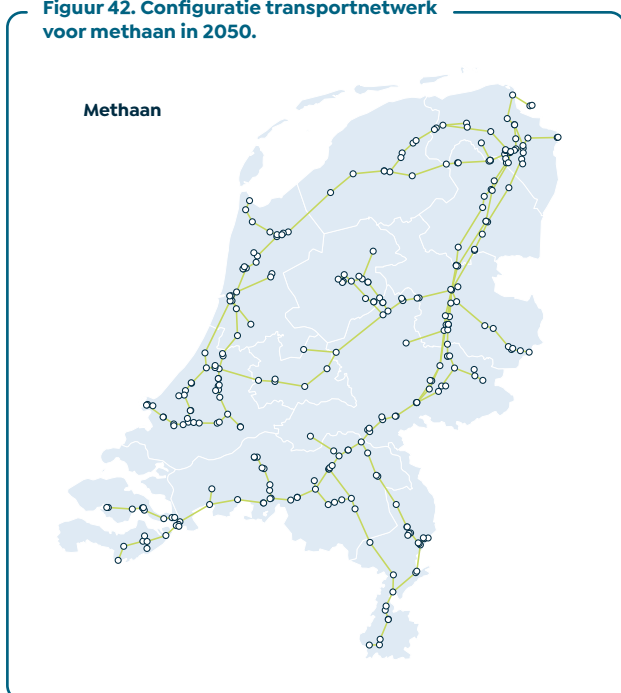 Figuur 42. Configuratie transportnetwerk
voor methaan in 2050.
Methaan